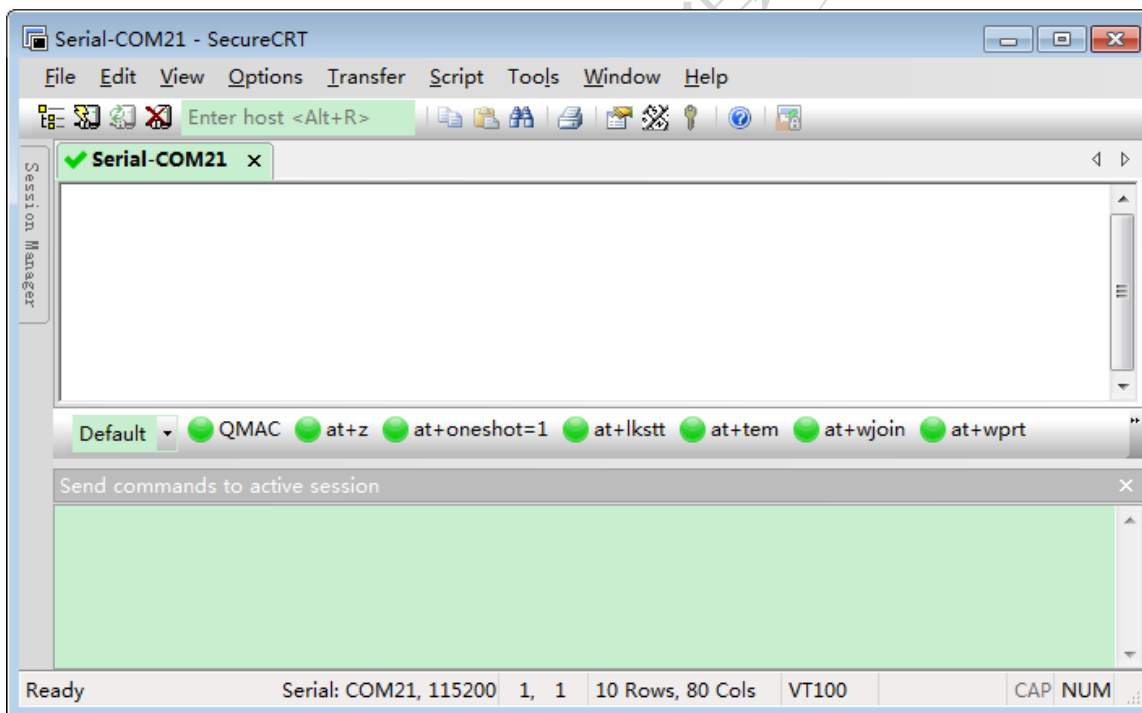 Serial-COM21 - SecureCRT
File Edit View Options Transfer Script Tools Window Help
Enter host <Alt+R>
Serial-COM21
Session Manager
Default QMAC at+z at+oneshot=1 at+lkstt at+tem at+wjoin at+wprt
Send commands to active session
Ready Serial: COM21, 115200 1, 1 10 Rows, 80 Cols VT100 CAP NUM